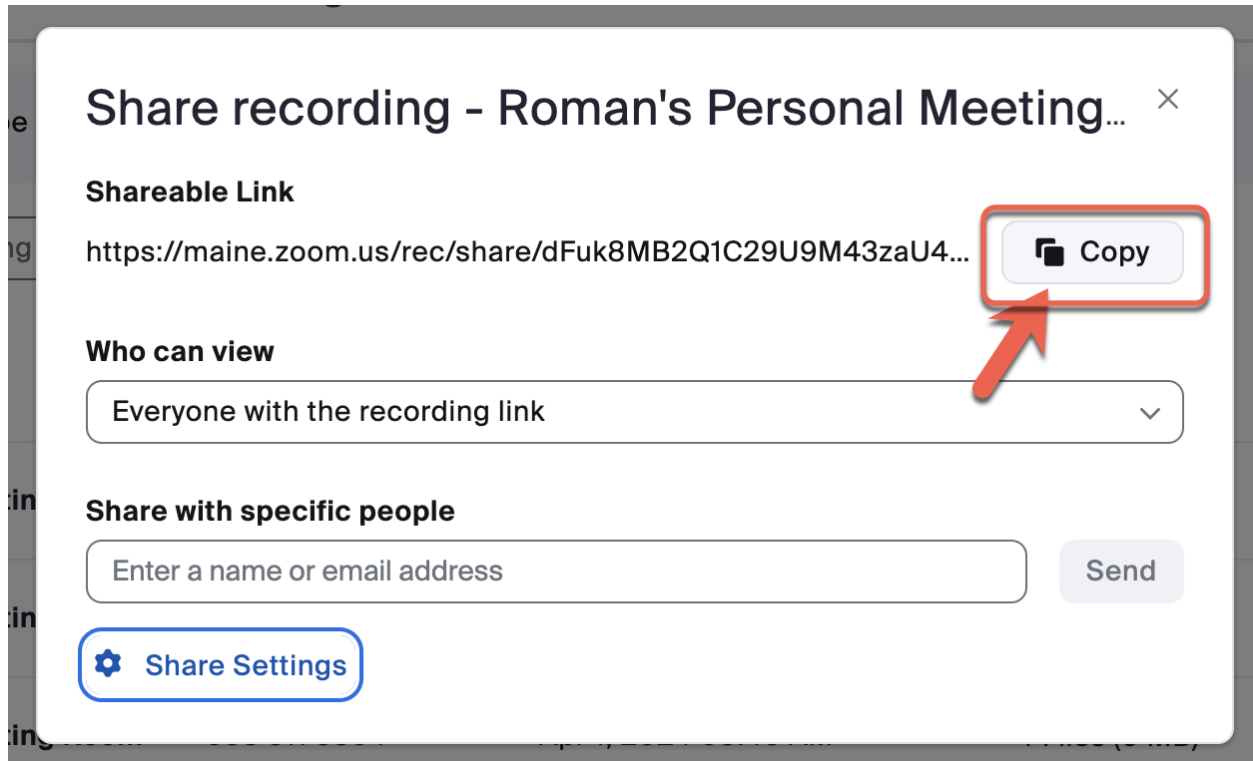 Share recording - Roman's Personal Meeting...
Shareable Link
https://maine.zoom.us/rec/share/dFuk8MB2Q1C29U9M43zaU4...
Copy
Who can view
Everyone with the recording link
Share with specific people
Enter a name or email address
Send
Share Settings